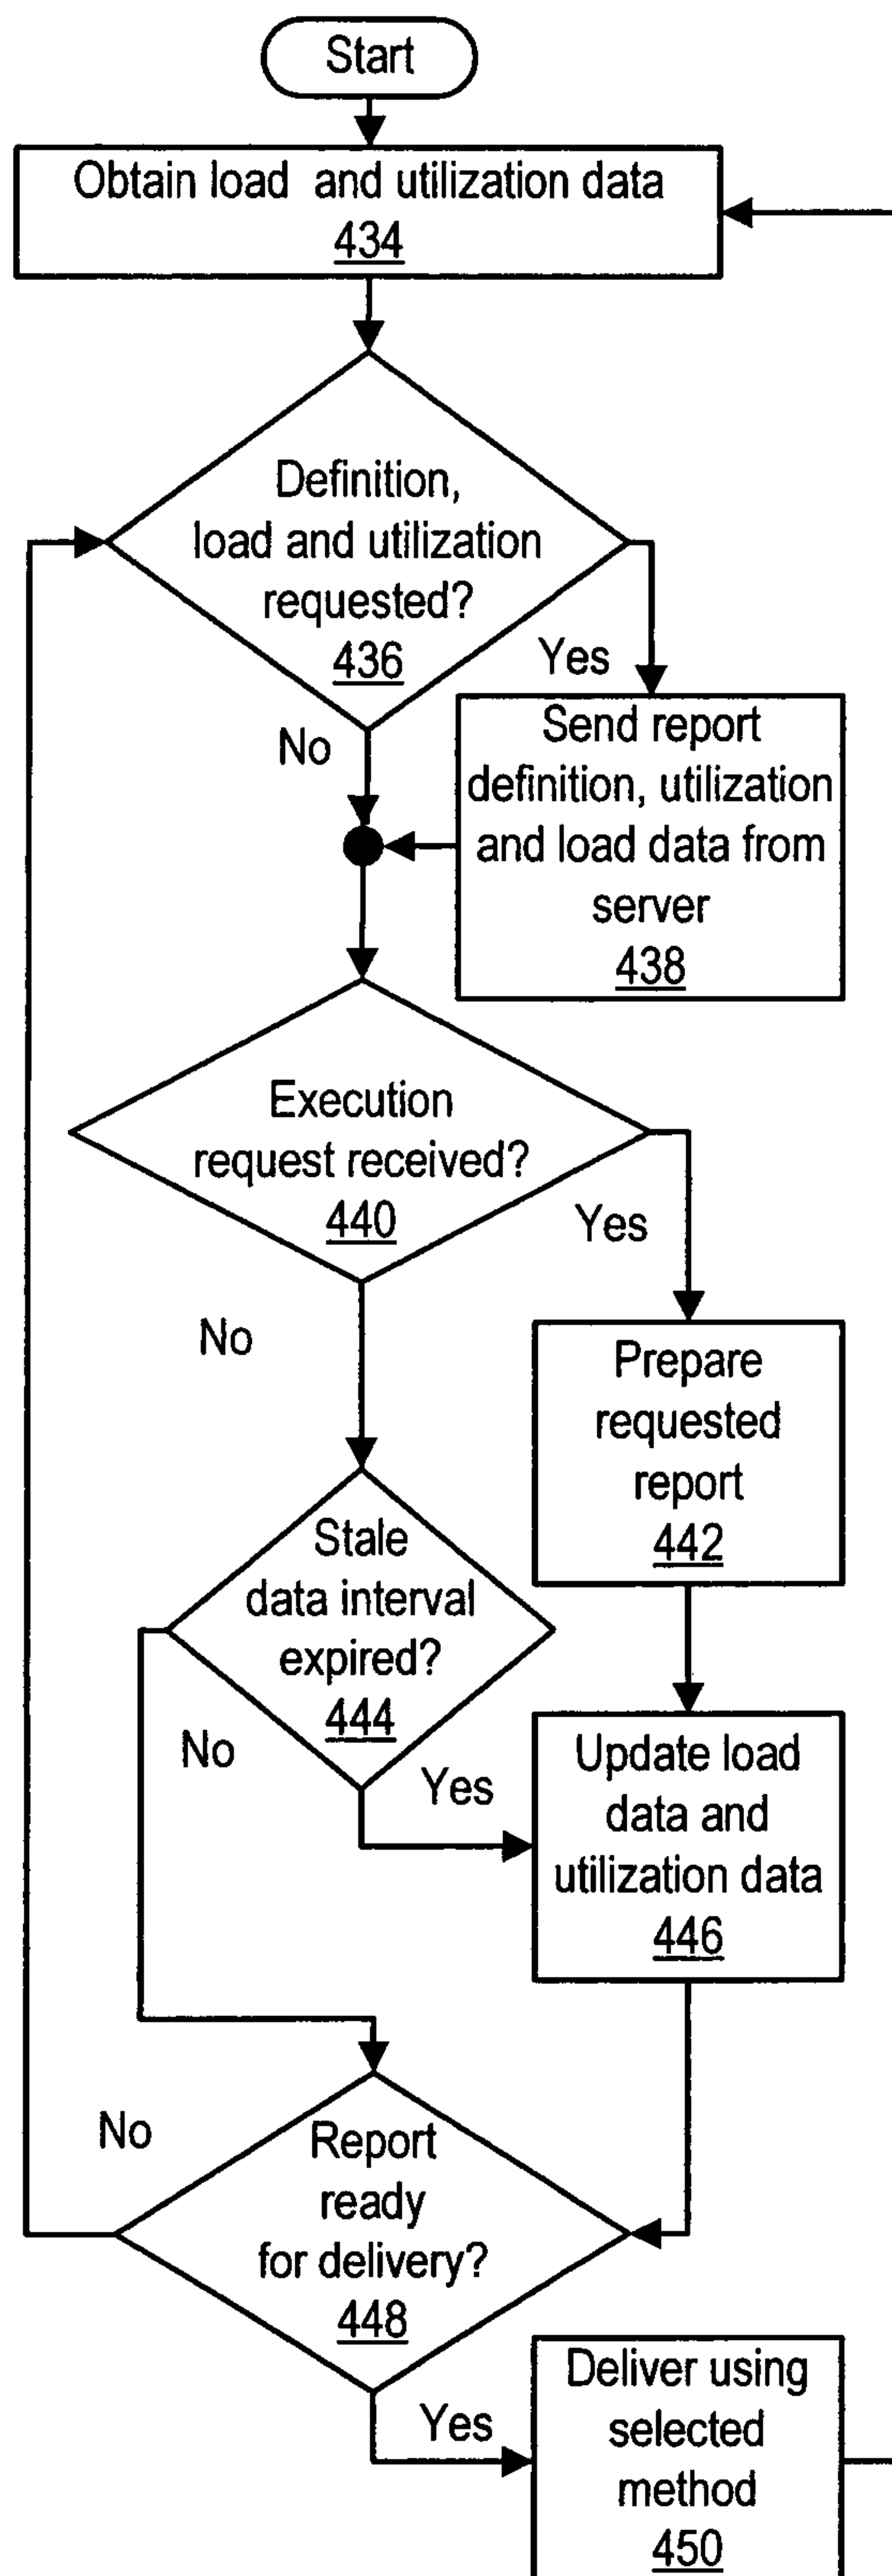 Start
Obtain load and utilization data
434
Definition,
load and utilization
requested?
436
Yes
No
Send report
definition, utilization
and load data from
server
438
Execution
request received?
440
Yes
No
Prepare
requested
report
442
Stale
data interval
expired?
444
No
Yes
Update load
data and
utilization data
446
No
Report
ready
for delivery?
448
Yes
Deliver using
selected
method
450